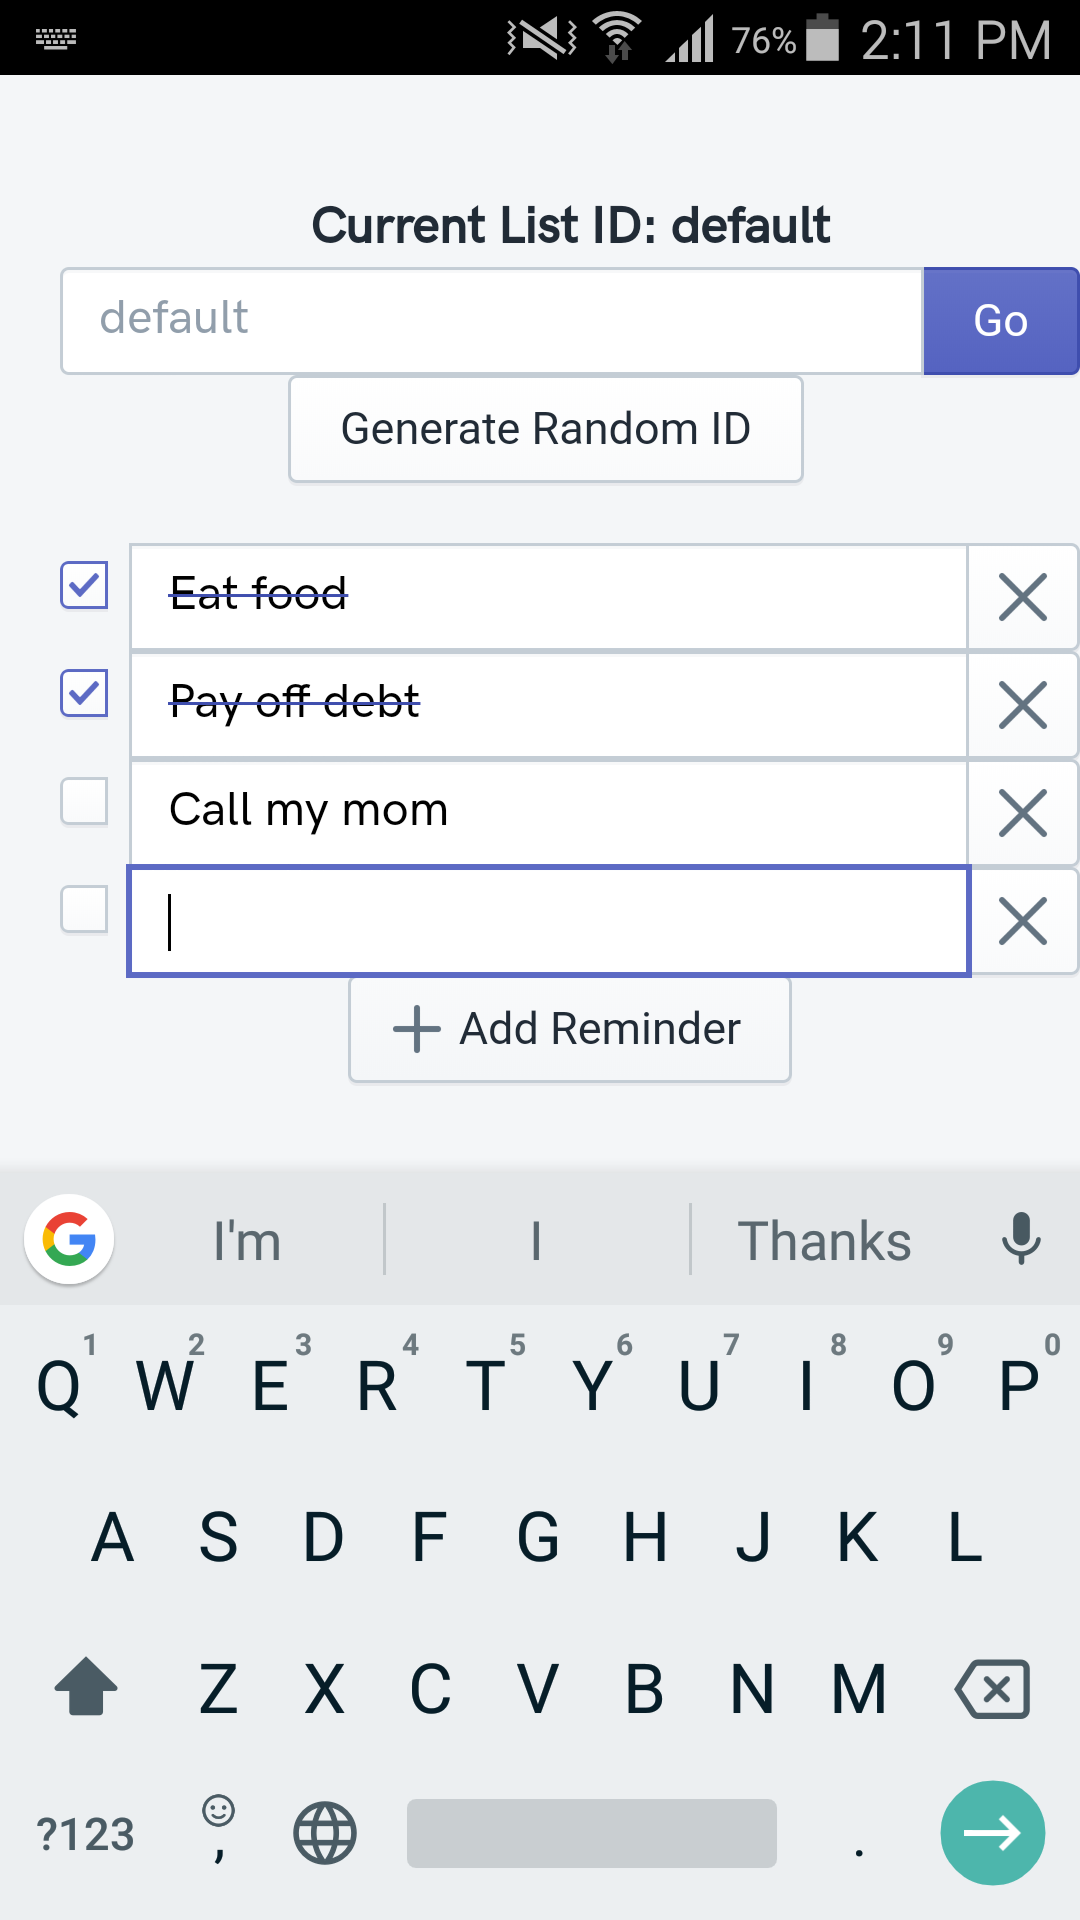 76% 2:11 PM
Current List ID: default
default Go
Generate Random ID
Eat food
Pay off debt
Call my mom
Add Reminder
I'm I Thanks
1 2 3 4 5 6 7 8 9 0
Q W E R T Y U I O P
A S D F G H J K L
Z X C V B N M
?123 , .